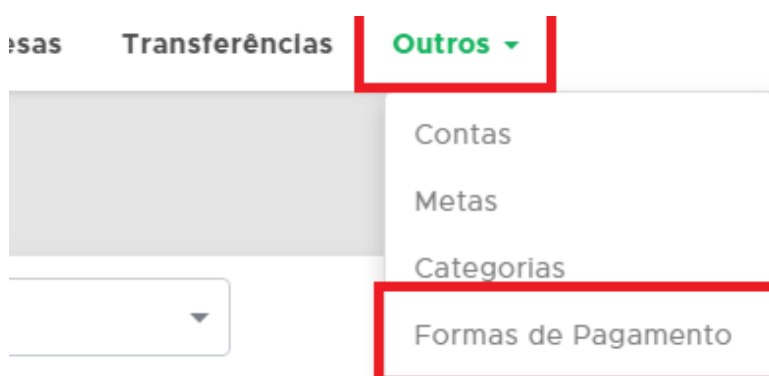 esas Transferências Outros
Contas
Metas
Categorias
Formas de Pagamento